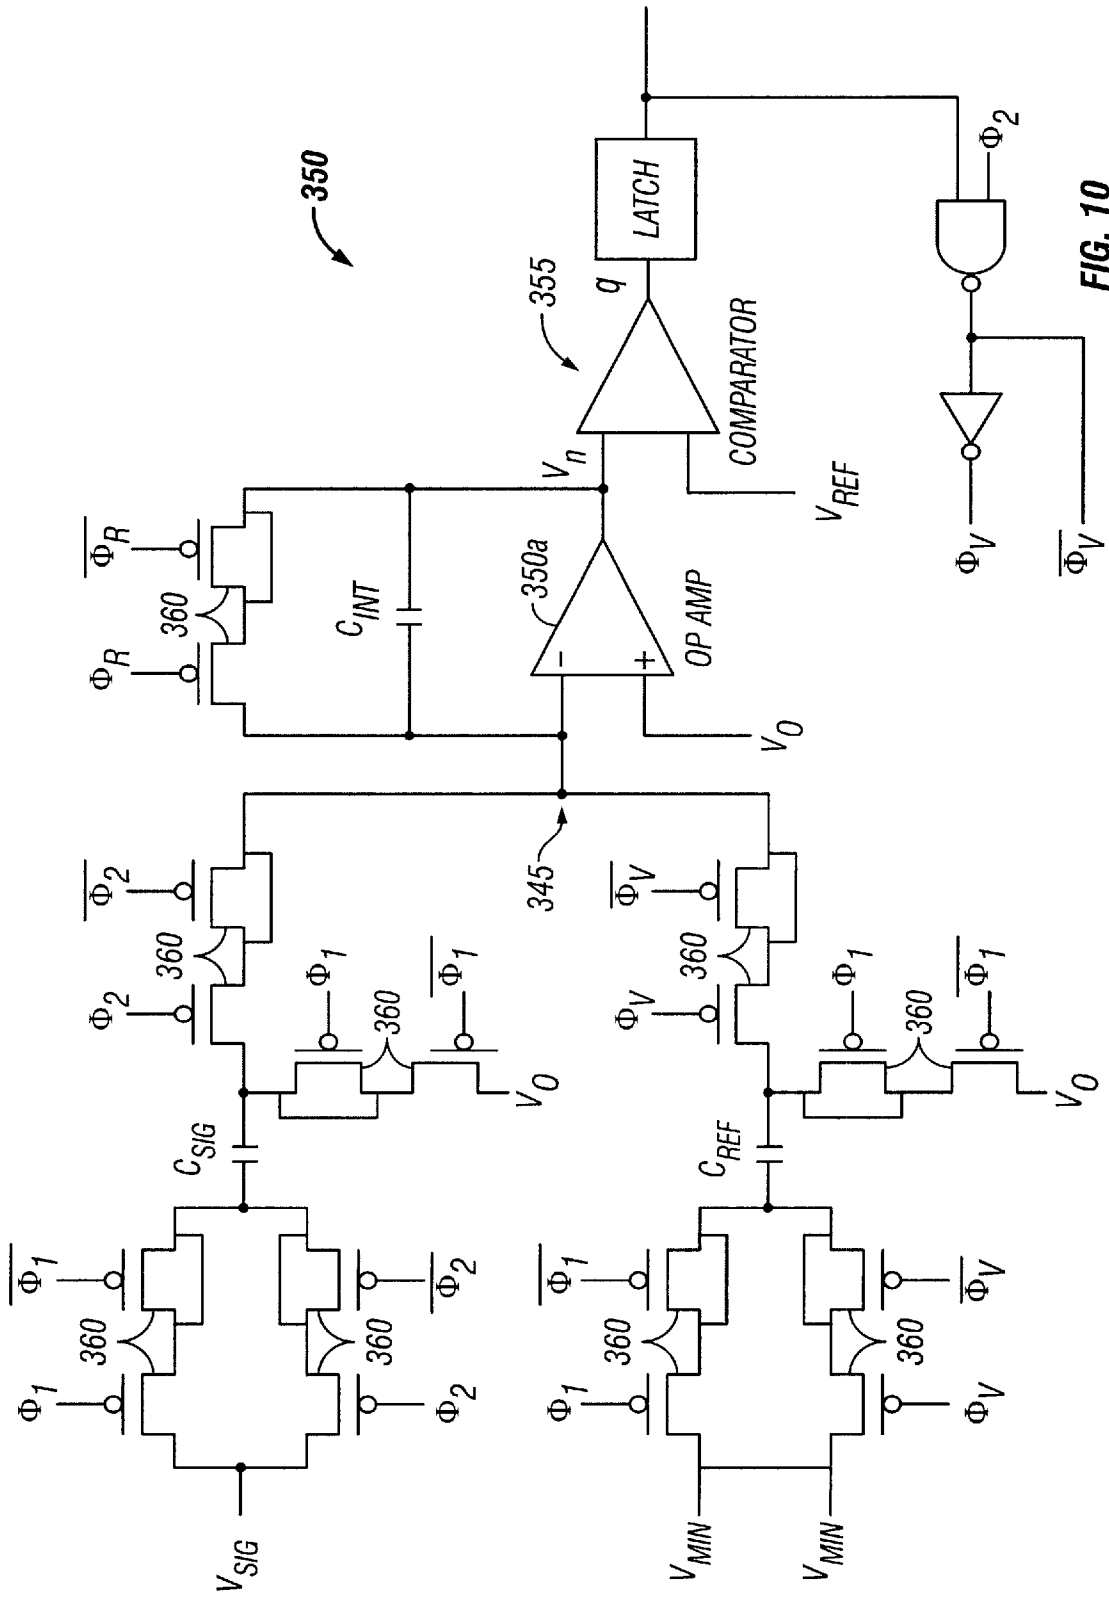 350
Φ1
Φ̅1̅
360
VSIG
Φ2
Φ̅2̅
360
CSIG
Φ2
Φ̅2̅
360
Φ1
360
Φ̅1̅
VO
Φ1
Φ̅1̅
360
VMIN
VMIN
ΦV
Φ̅V̅
360
CREF
ΦV
Φ̅V̅
360
Φ1
360
Φ̅1̅
VO
345
ΦR
Φ̅R̅
360
CINT
350a
−
+
OP AMP
VO
Vn
355
COMPARATOR
VREF
q
LATCH
Φ2
ΦV
Φ̅V̅
FIG. 10